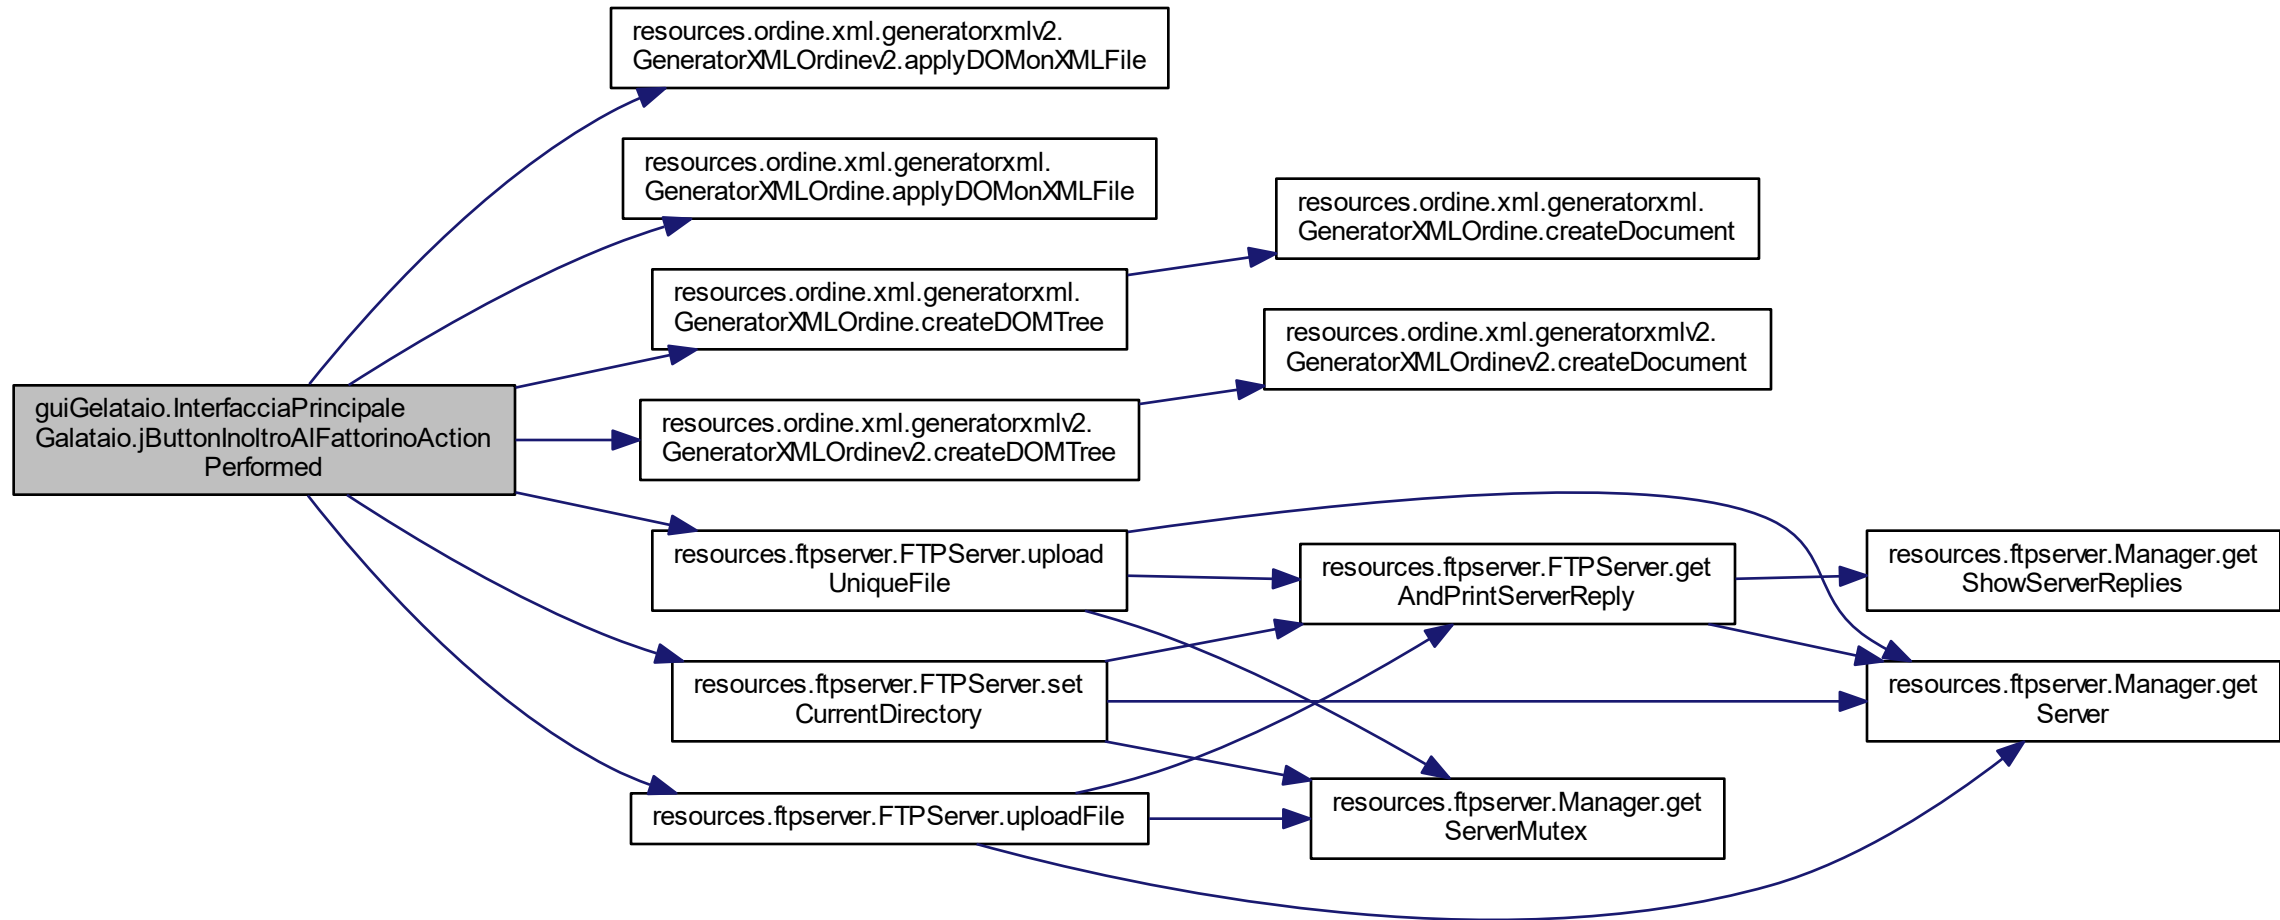 resources.ordine.xml.generatorxmlv2.
GeneratorXMLOrdinev2.applyDOMonXMLFile
resources.ordine.xml.generatorxml.
GeneratorXMLOrdine.applyDOMonXMLFile
resources.ordine.xml.generatorxml.
GeneratorXMLOrdine.createDocument
resources.ordine.xml.generatorxml.
GeneratorXMLOrdine.createDOMTree
resources.ordine.xml.generatorxmlv2.
GeneratorXMLOrdinev2.createDocument
guiGelataio.InterfacciaPrincipale
Galataio.jButtonInoltroAlFattorinoAction
Performed
resources.ordine.xml.generatorxmlv2.
GeneratorXMLOrdinev2.createDOMTree
resources.ftpserver.FTPServer.upload
UniqueFile
resources.ftpserver.FTPServer.get
AndPrintServerReply
resources.ftpserver.Manager.get
ShowServerReplies
resources.ftpserver.FTPServer.set
CurrentDirectory
resources.ftpserver.Manager.get
Server
resources.ftpserver.FTPServer.uploadFile
resources.ftpserver.Manager.get
ServerMutex